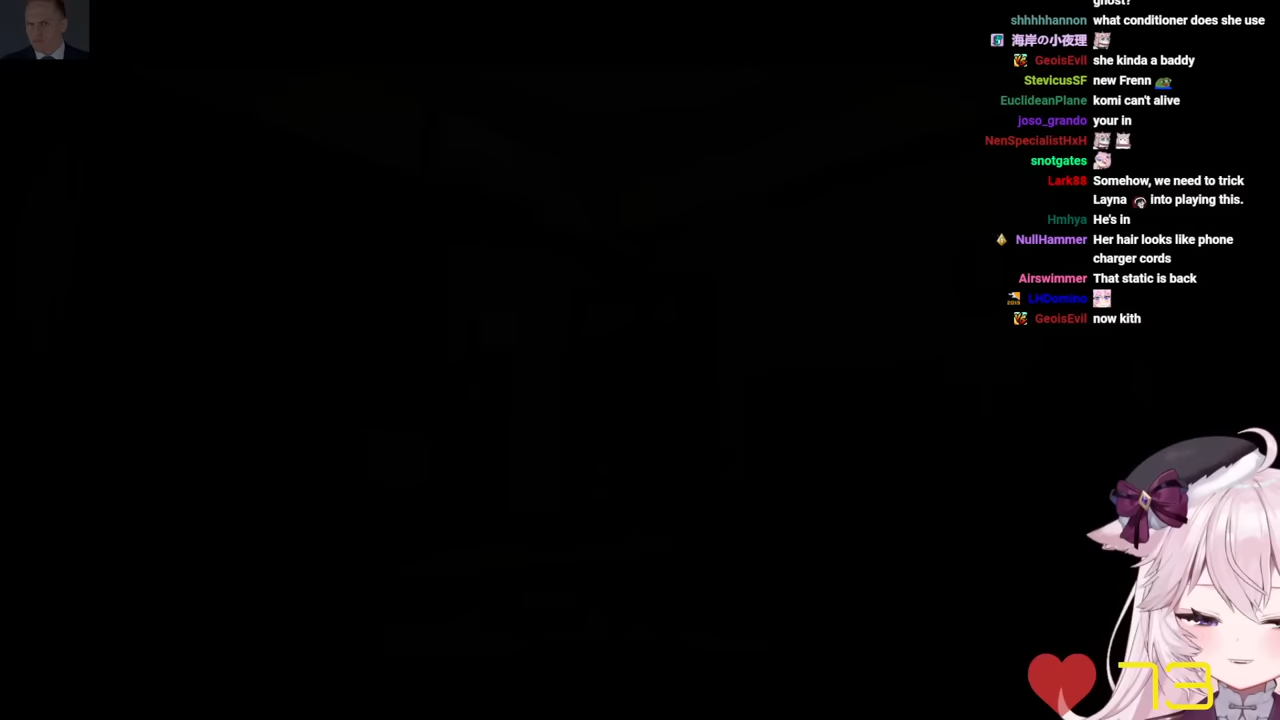 ghost?
shhhhhannon what conditioner does she use
海岸の小夜理
GeoisEvil she kinda a baddy
StevicusSF new Frenn
EuclideanPlane komi can't alive
joso_grando your in
NenSpecialistHxH
snotgates
Lark88 Somehow, we need to trick
Layna into playing this.
Hmhya He's in
NullHammer Her hair looks like phone
charger cords
Airswimmer That static is back
LHDomino
GeoisEvil now kith
73